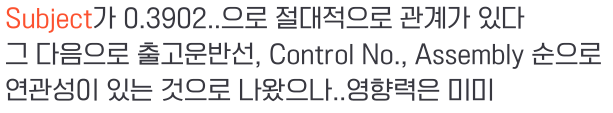 Subject가 0.3902..으로 절대적으로 관계가 있다
그 다음으로 출고운반선, Control No., Assembly 순으로
연관성이 있는 것으로 나왔으나..영향력은 미미